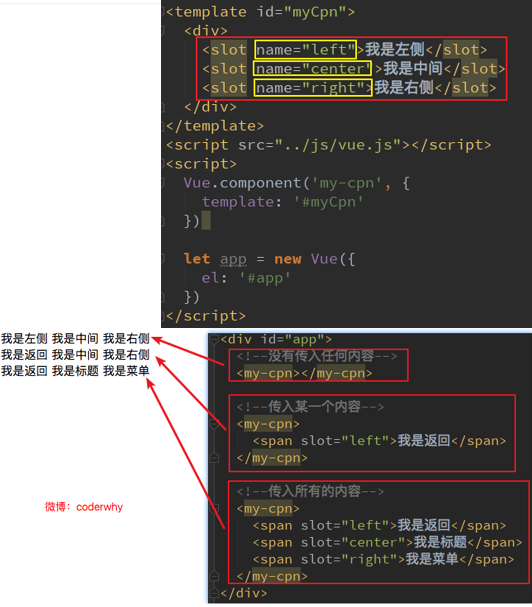 <template id="myCpn">
<div>
<slot name="left">我是左侧</slot>
<slot name="center">我是中间</slot>
<slot name="right">我是右侧</slot>
</div>
</template>
<script src="../js/vue.js"></script>
<script>
Vue.component('my-cpn', {
template: '#myCpn'
})
let app = new Vue({
el: '#app'
})
</script>
我是左侧 我是中间 我是右侧
我是返回 我是中间 我是右侧
我是返回 我是标题 我是菜单
微博：coderwhy
<div id="app">
<!--没有传入任何内容-->
<my-cpn></my-cpn>
<!--传入某一个内容-->
<my-cpn>
<span slot="left">我是返回</span>
</my-cpn>
<!--传入所有的内容-->
<my-cpn>
<span slot="left">我是返回</span>
<span slot="center">我是标题</span>
<span slot="right">我是菜单</span>
</my-cpn>
</div>